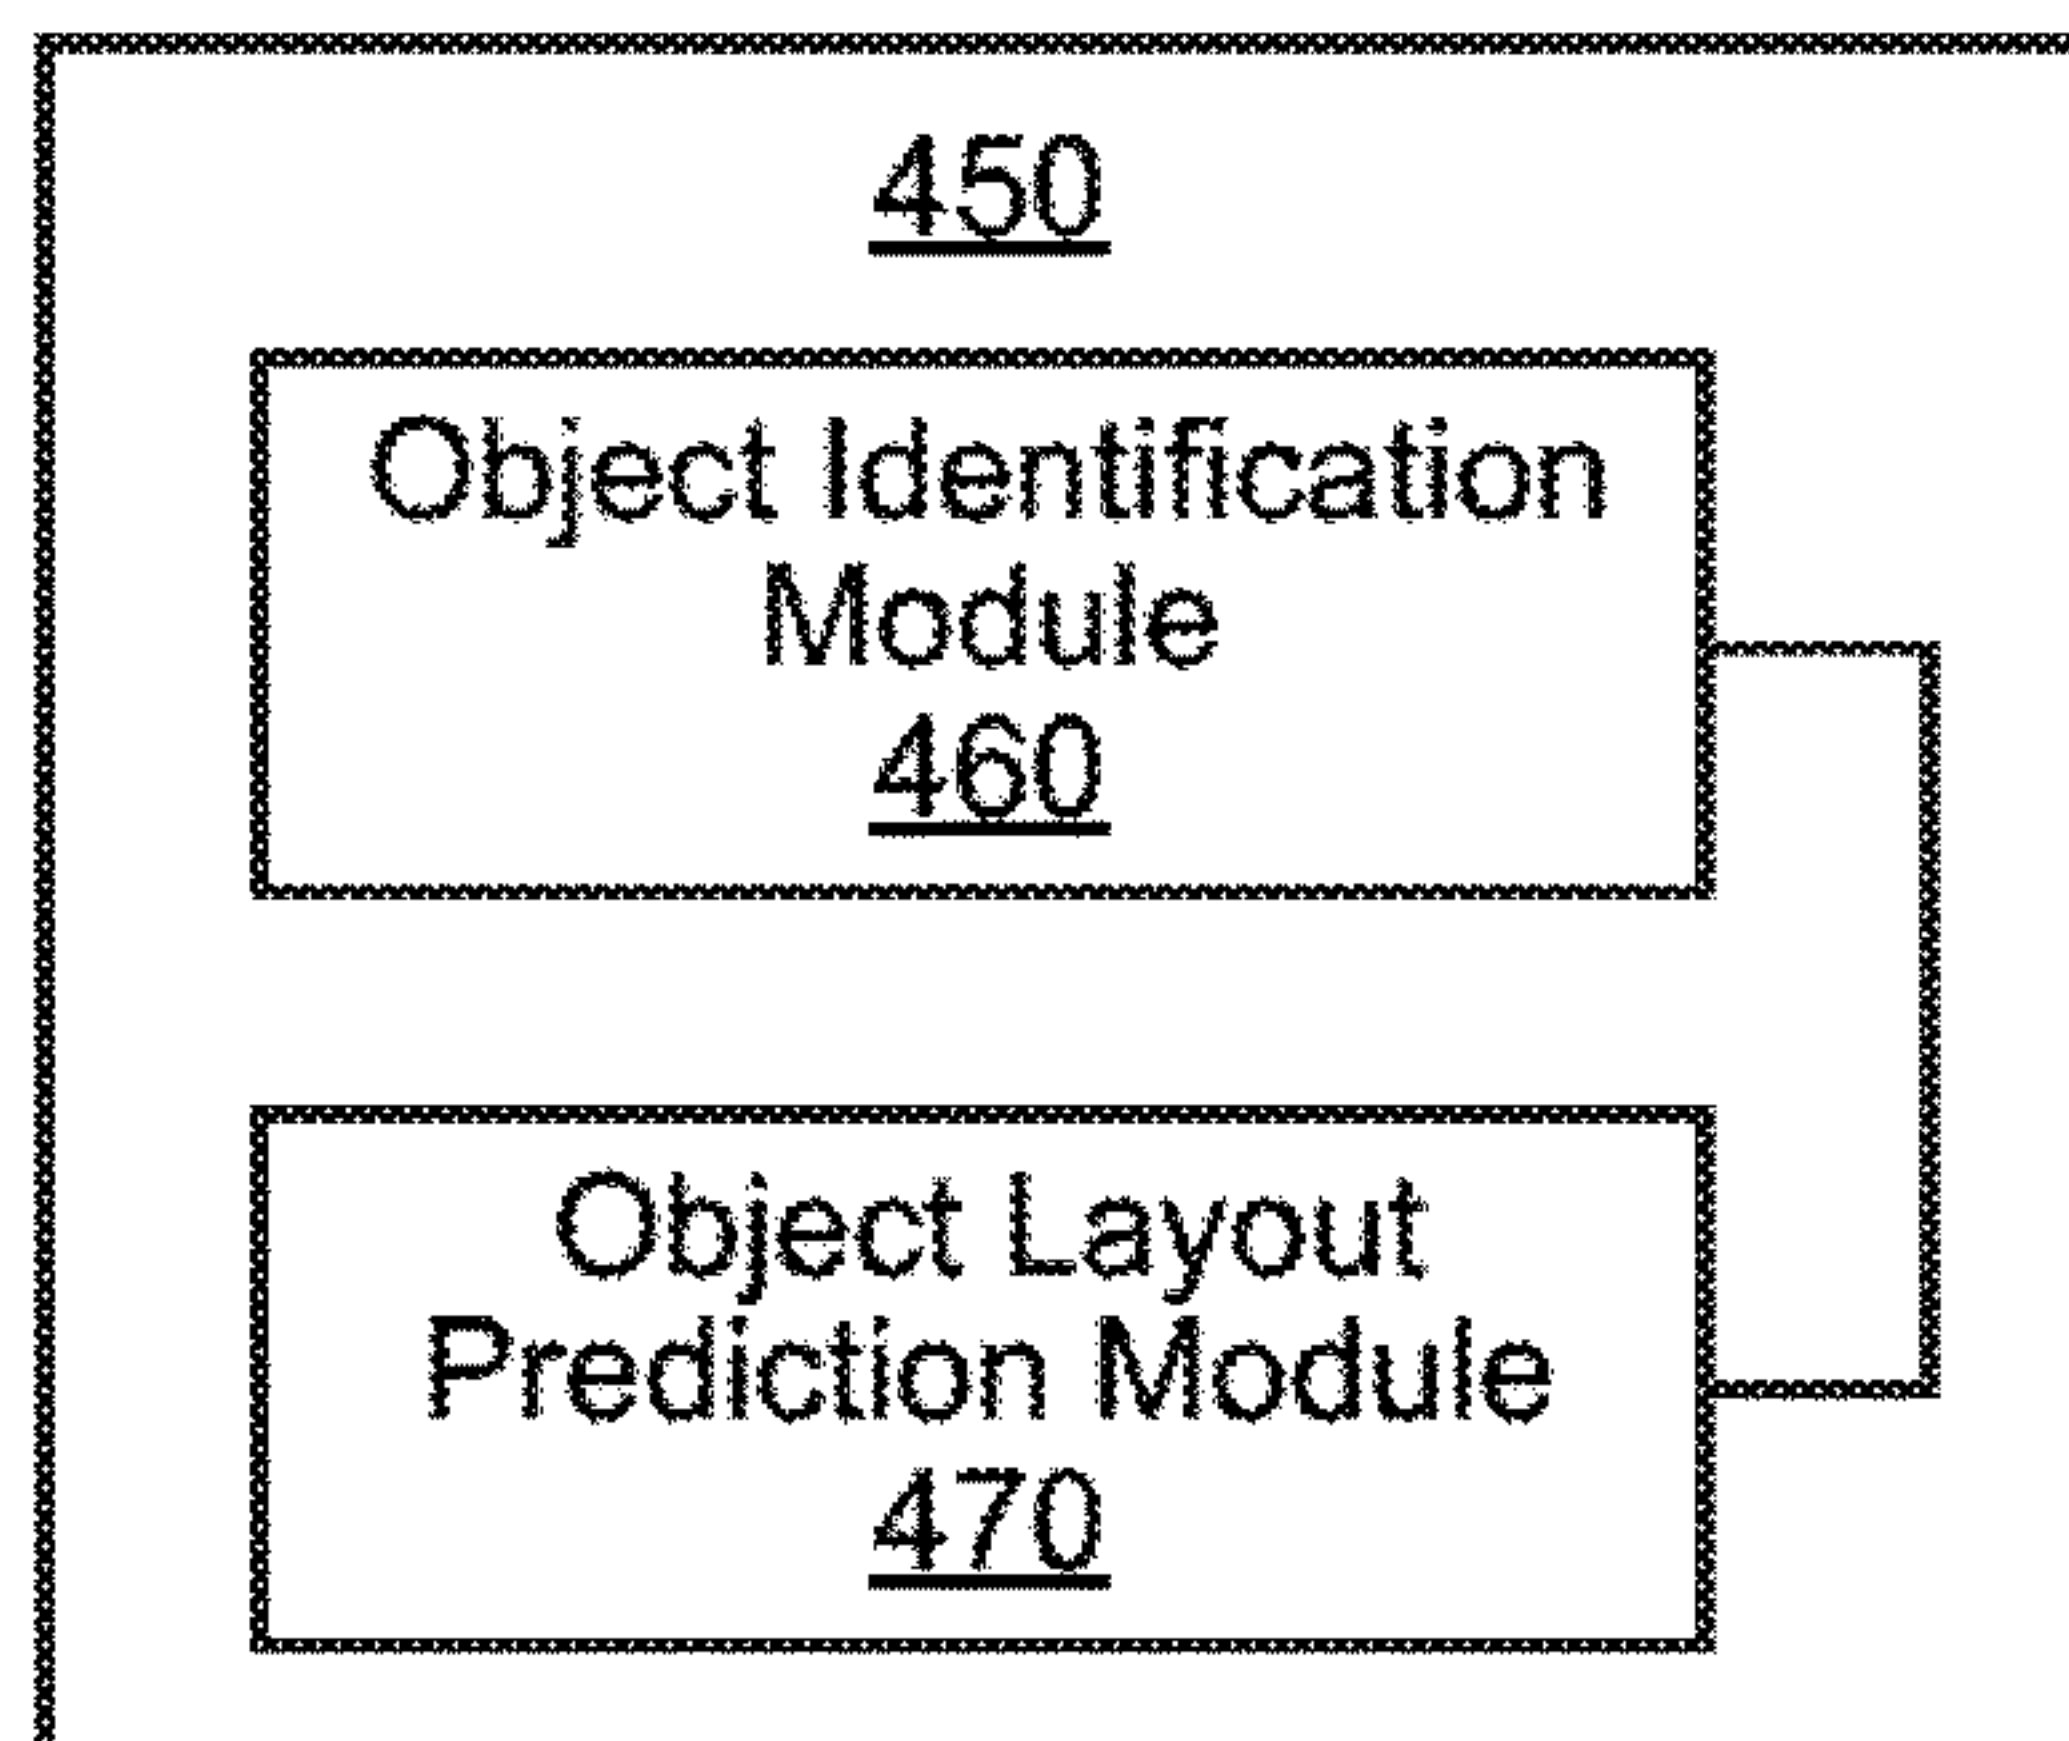 450
Object Identification
Module
460
Object Layout
Prediction Module
470